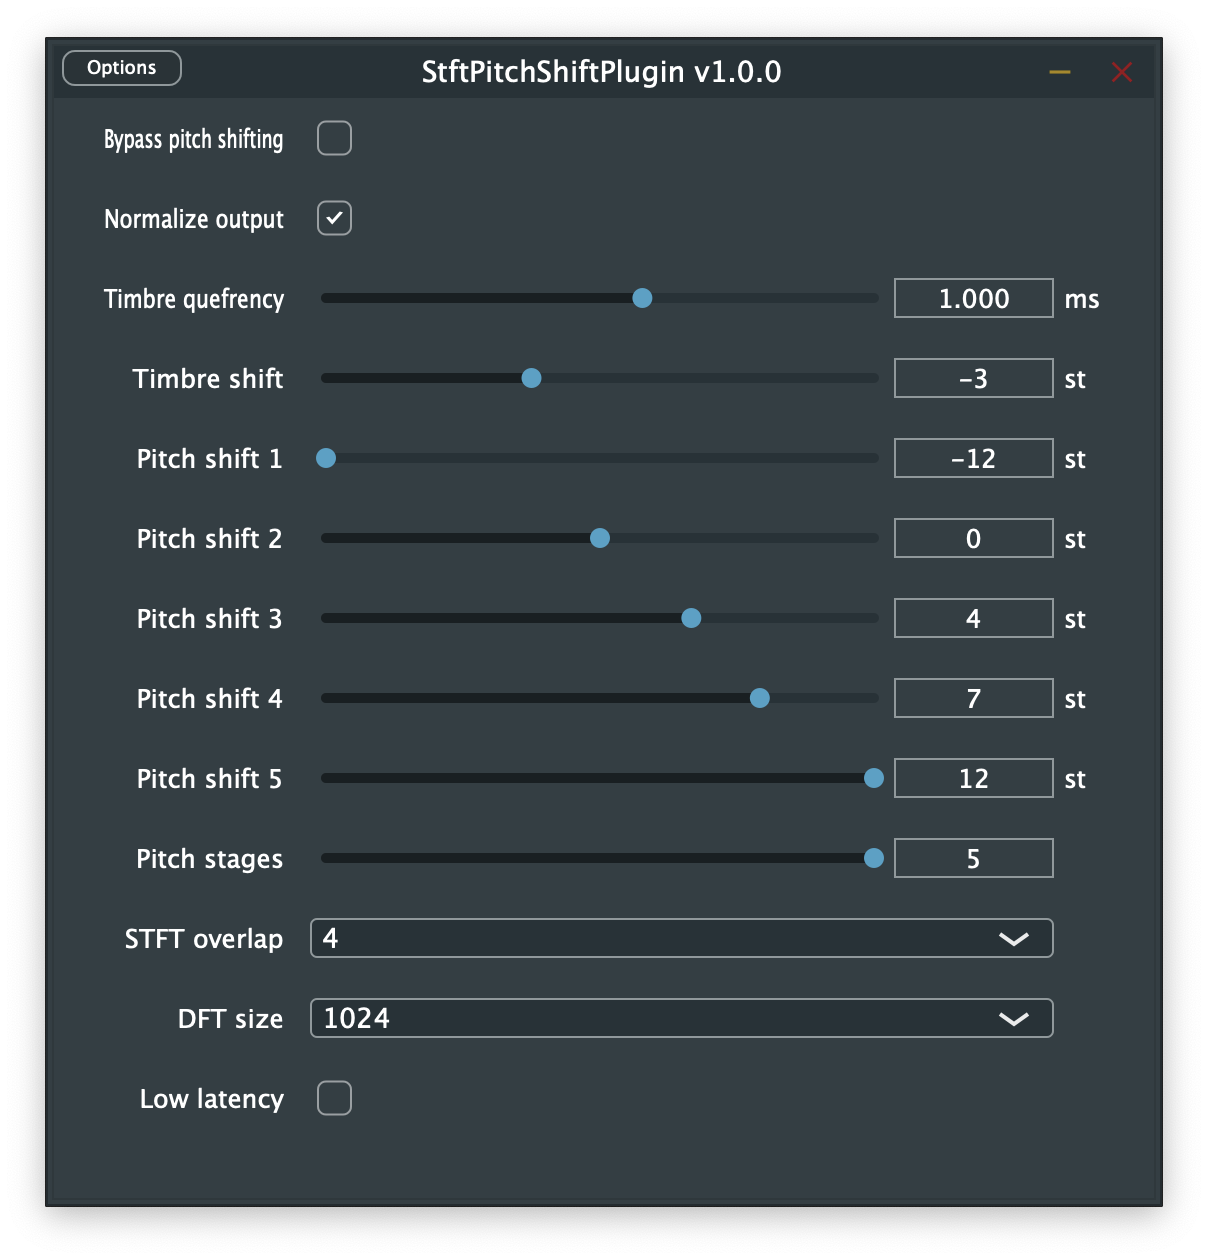 Options StftPitchShiftPlugin v1.0.0
Bypass pitch shifting
Normalize output
Timbre quefrency 1.000 ms
Timbre shift -3 st
Pitch shift 1 -12 st
Pitch shift 2 0 st
Pitch shift 3 4 st
Pitch shift 4 7 st
Pitch shift 5 12 st
Pitch stages 5
STFT overlap 4
DFT size 1024
Low latency